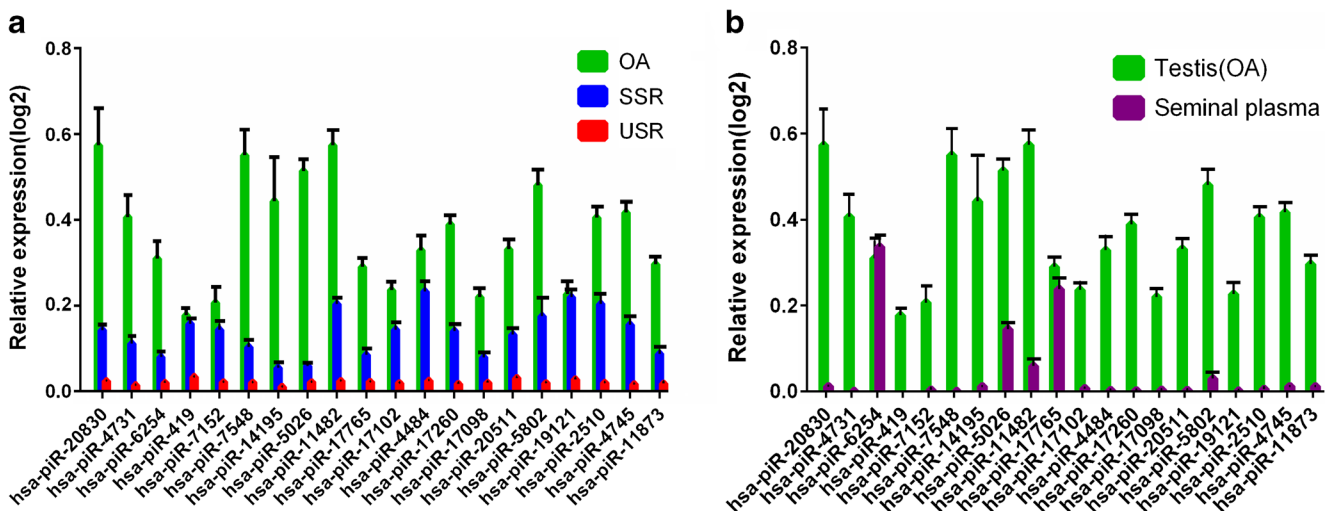 a
Relative expression(log2)
0.8
0.6
0.4
0.2
0.0
OA
SSR
USR
hsa-piR-20830
hsa-piR-4731
hsa-piR-6254
hsa-piR-419
hsa-piR-7152
hsa-piR-7548
hsa-piR-14195
hsa-piR-5026
hsa-piR-11482
hsa-piR-17765
hsa-piR-17102
hsa-piR-4484
hsa-piR-17260
hsa-piR-17098
hsa-piR-20511
hsa-piR-5802
hsa-piR-19121
hsa-piR-2510
hsa-piR-4745
hsa-piR-11873
b
Relative expression(log2)
0.8
0.6
0.4
0.2
0.0
Testis(OA)
Seminal plasma
hsa-piR-20830
hsa-piR-4731
hsa-piR-6254
hsa-piR-419
hsa-piR-7152
hsa-piR-7548
hsa-piR-14195
hsa-piR-5026
hsa-piR-11482
hsa-piR-17765
hsa-piR-17102
hsa-piR-4484
hsa-piR-17260
hsa-piR-17098
hsa-piR-20511
hsa-piR-5802
hsa-piR-19121
hsa-piR-2510
hsa-piR-4745
hsa-piR-11873